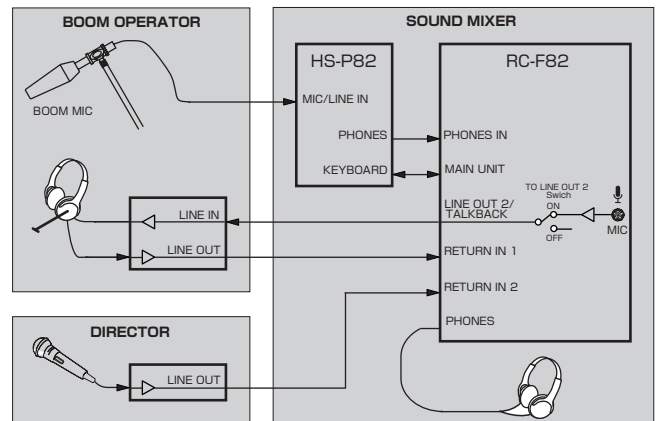 BOOM OPERATOR
BOOM MIC
LINE IN
LINE OUT
DIRECTOR
LINE OUT
SOUND MIXER
HS-P82
MIC/LINE IN
PHONES
KEYBOARD
RC-F82
PHONES IN
MAIN UNIT
LINE OUT 2/
TALKBACK
TO LINE OUT 2
Swich
ON
OFF
MIC
RETURN IN 1
RETURN IN 2
PHONES